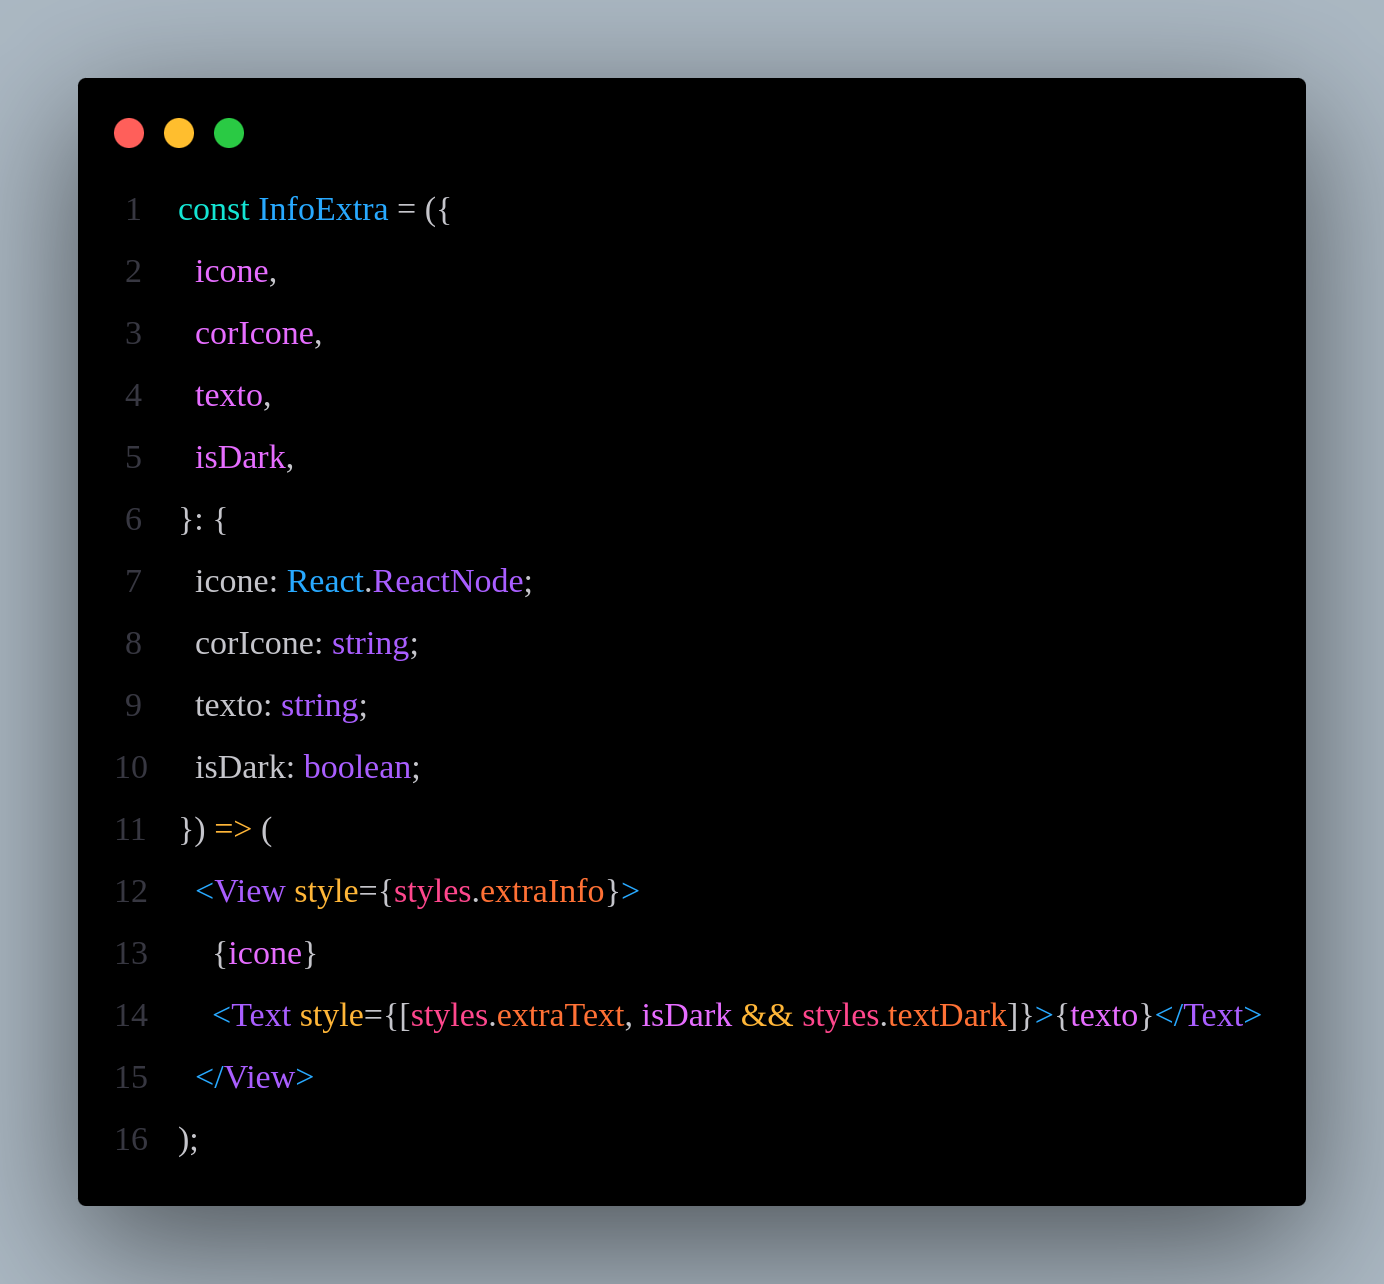 1 const InfoExtra = ({
2   icone,
3   corIcone,
4   texto,
5   isDark,
6 }: {
7   icone: React.ReactNode;
8   corIcone: string;
9   texto: string;
10   isDark: boolean;
11 }) => (
12   <View style={styles.extraInfo}>
13     {icone}
14     <Text style={[styles.extraText, isDark && styles.textDark]}>{texto}</Text>
15   </View>
16 );